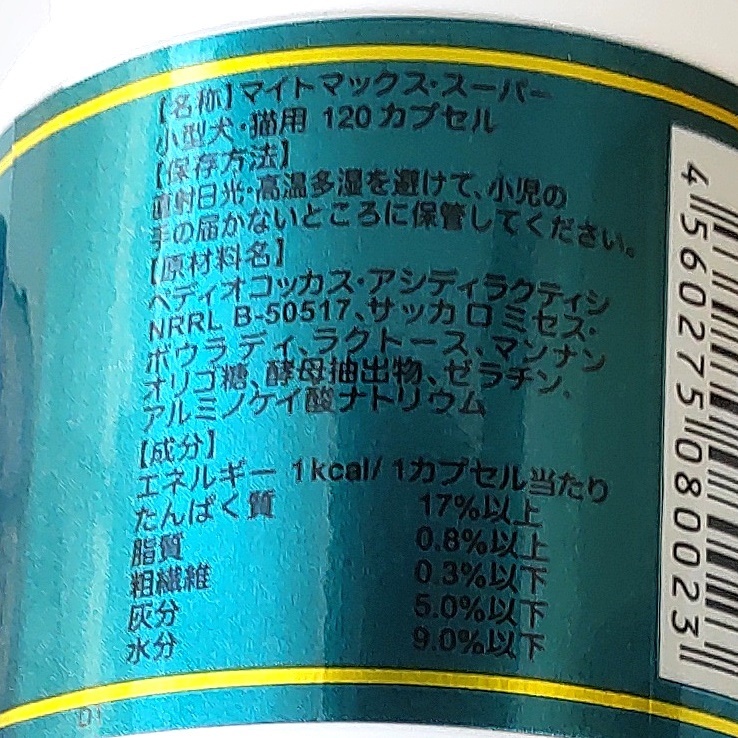 【名称】マイトマックス・スーパー
小型犬・猫用 120カプセル
【保存方法】
直射日光・高温多湿を避けて、小児の
手の届かないところに保管してください。
【原材料名】
ペディオコッカス・アシディラクティシ
NRRL B-50517、サッカロミセス・
ボウラディ、ラクトース、マンナン
オリゴ糖、酵母抽出物、ゼラチン、
アルミノケイ酸ナトリウム
【成分】
エネルギー 1kcal/ 1カプセル当たり
たんぱく質 17%以上
脂質 0.8%以上
粗繊維 0.3%以下
灰分 5.0%以下
水分 9.0%以下
4560275080023